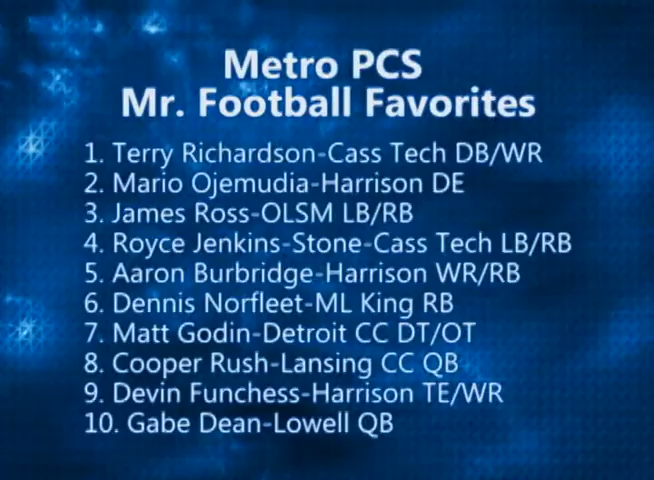 Metro PCS
Mr. Football Favorites
1. Terry Richardson-Cass Tech DB/WR
2. Mario Ojemudia-Harrison DE
3. James Ross-OLSM LB/RB
4. Royce Jenkins-Stone-Cass Tech LB/RB
5. Aaron Burbridge-Harrison WR/RB
6. Dennis Norfleet-ML King RB
7. Matt Godin-Detroit CC DT/OT
8. Cooper Rush-Lansing CC QB
9. Devin Funchess-Harrison TE/WR
10. Gabe Dean-Lowell QB